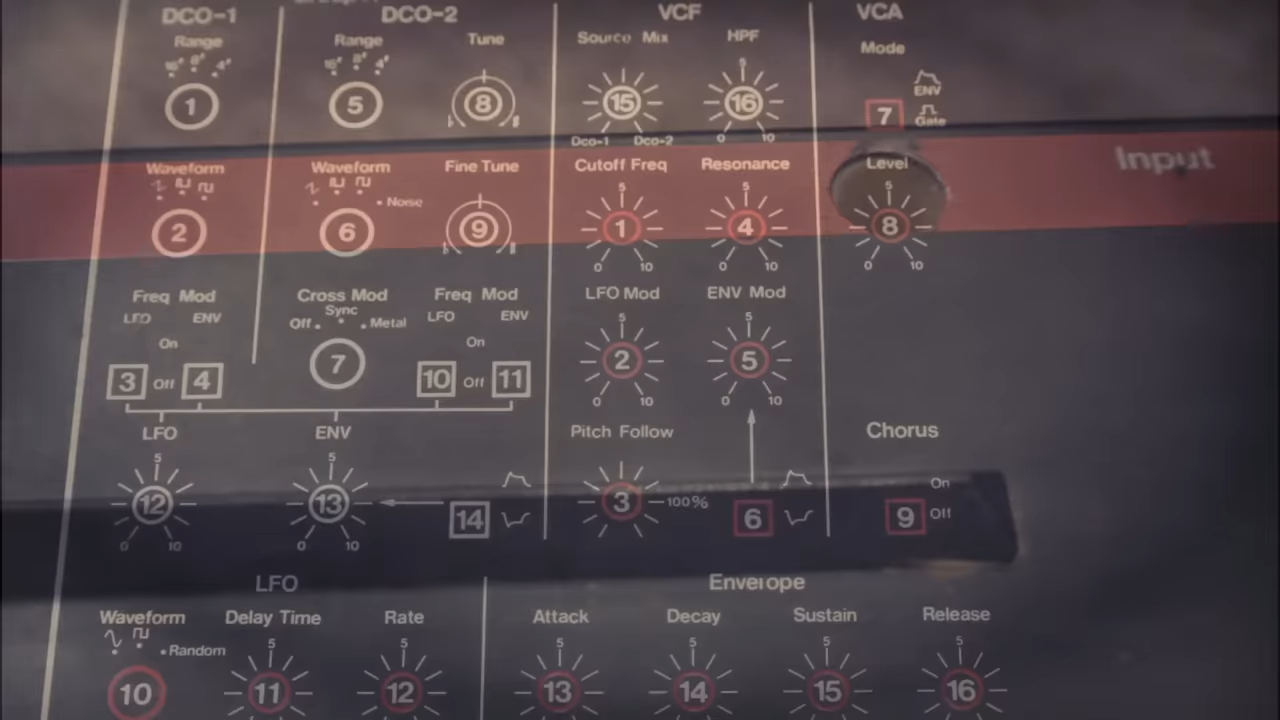 DCO-1 DCO-2 VCF VCA
Range Range Tune Source Mix HPF Mode
16' 8' 4' 16' 8' 4' 5 ENV
1 5 8 15 16 7 Gate
Dco-1 Dco-2 0 10
Waveform Waveform Fine Tune Cutoff Freq Resonance Level Input
Noise 5 5 5
2 6 9 1 4 8
0 10 0 10 0 10
Freq Mod Cross Mod Freq Mod LFO Mod ENV Mod
LFO ENV Sync LFO ENV 5 5
On Off Metal On
3 Off 4 7 10 Off 11 2 5
0 10 0 10
LFO ENV Pitch Follow Chorus
5 5 On
12 13 14 3 100% 6 9 Off
0 10 0 10
LFO Envelope
Waveform Delay Time Rate Attack Decay Sustain Release
Random 5 5 5 5 5 5
10 11 12 13 14 15 16